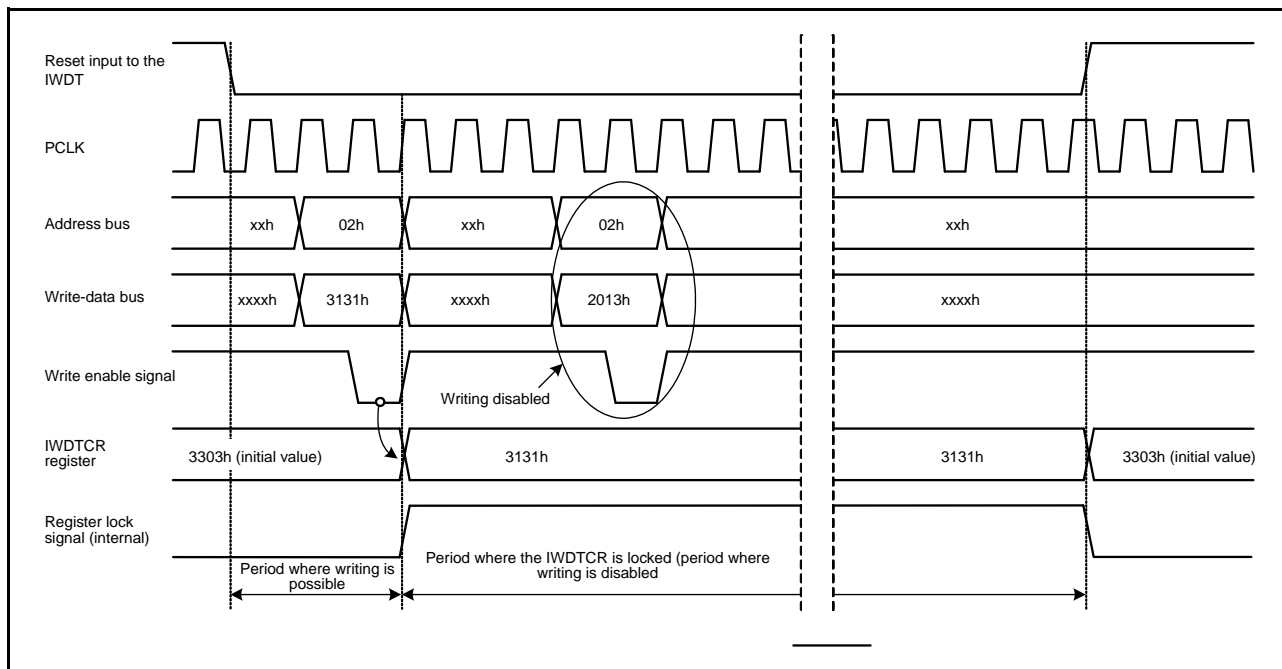 Reset input to the
IWDT
PCLK
Address bus
xxh
02h
xxh
02h
xxh
Write-data bus
xxxxh
3131h
xxxxh
2013h
xxxxh
Write enable signal
Writing disabled
IWDTCR
register
3303h (initial value)
3131h
3131h
3303h (initial value)
Register lock
signal (internal)
Period where writing is
possible
Period where the IWDTCR is locked (period where
writing is disabled